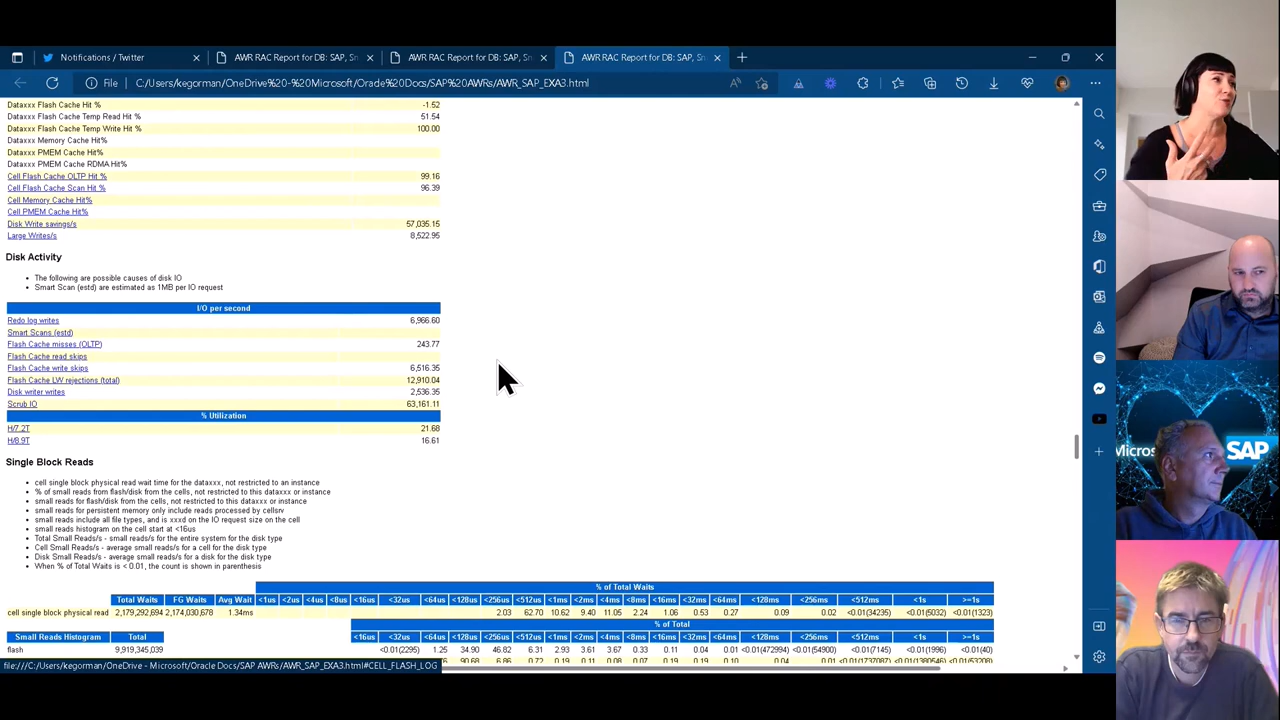 Notifications / Twitter
AWR RAC Report for DB: SAP, Sn
AWR RAC Report for DB: SAP, Sn
AWR RAC Report for DB: SAP, Sn
File C:/Users/kegorman/OneDrive%20-%20Microsoft/Oracle%20Docs/SAP%20AWRs/AWR_SAP_EXA3.html
Dataxxx Flash Cache Hit % -1.52
Dataxxx Flash Cache Temp Read Hit % 51.54
Dataxxx Flash Cache Temp Write Hit % 100.00
Dataxxx Memory Cache Hit%
Dataxxx PMEM Cache Hit%
Dataxxx PMEM Cache RDMA Hit%
Cell Flash Cache OLTP Hit % 99.16
Cell Flash Cache Scan Hit % 96.39
Cell Memory Cache Hit%
Cell PMEM Cache Hit%
Disk Write savings/s 57,035.15
Large Writes/s 8,522.95
Disk Activity
The following are possible causes of disk IO
Smart Scan (estd) are estimated as 1MB per IO request
I/O per second
Redo log writes 6,966.60
Smart Scans (estd)
Flash Cache misses (OLTP) 243.77
Flash Cache read skips
Flash Cache write skips 6,516.35
Flash Cache LW rejections (total) 12,910.04
Disk writer writes 2,536.35
Scrub IO 63,161.11
% Utilization
H/7.2T 21.68
H/8.9T 16.61
Single Block Reads
cell single block physical read wait time for the dataxxx, not restricted to an instance
% of small reads from flash/disk from the cells, not restricted to this dataxxx or instance
small reads for flash/disk from the cells, not restricted to this dataxxx or instance
small reads for persistent memory only include reads processed by cellsrv
small reads include all file types, and is xxxd on the IO request size on the cell
small reads histogram on the cell start at <16us
Total Small Reads/s - small reads/s for the entire system for the disk type
Cell Small Reads/s - average small reads/s for a cell for the disk type
Disk Small Reads/s - average small reads/s for a disk for the disk type
When % of Total Waits is < 0.01, the count is shown in parenthesis
% of Total Waits
Total Waits FG Waits Avg Wait <1us <2us <4us <8us <16us <32us <64us <128us <256us <512us <1ms <2ms <4ms <8ms <16ms <32ms <64ms <128ms <256ms <512ms <1s >=1s
cell single block physical read 2,179,292,694 2,174,030,678 1.34ms 2.03 62.70 10.62 9.40 11.05 2.24 1.06 0.53 0.27 0.09 0.02 <0.01(34235) <0.01(5032) <0.01(1323)
% of Total
Small Reads Histogram Total <16us <32us <64us <128us <256us <512us <1ms <2ms <4ms <8ms <16ms <32ms <64ms <128ms <256ms <512ms <1s >=1s
flash 9,919,345,039 <0.01(2295) 1.25 34.90 46.82 6.31 2.93 3.61 3.67 0.33 0.11 0.04 0.01 <0.01(472994) <0.01(54900) <0.01(7145) <0.01(1996) <0.01(40)
file:///C:/Users/kegorman/OneDrive - Microsoft/Oracle Docs/SAP AWRs/AWR_SAP_EXA3.html#CELL_FLASH_LOG
Micros
SAP